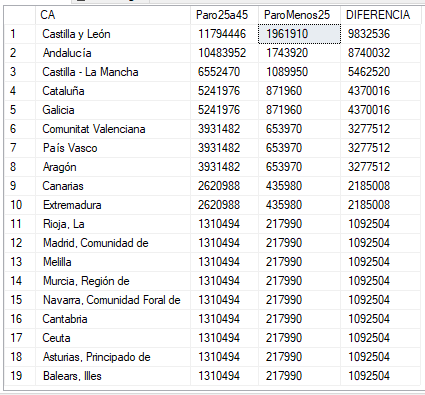 CA Paro25a45 ParoMenos25 DIFERENCIA
1 Castilla y León 11794446 1961910 9832536
2 Andalucía 10483952 1743920 8740032
3 Castilla - La Mancha 6552470 1089950 5462520
4 Cataluña 5241976 871960 4370016
5 Galicia 5241976 871960 4370016
6 Comunitat Valenciana 3931482 653970 3277512
7 País Vasco 3931482 653970 3277512
8 Aragón 3931482 653970 3277512
9 Canarias 2620988 435980 2185008
10 Extremadura 2620988 435980 2185008
11 Rioja, La 1310494 217990 1092504
12 Madrid, Comunidad de 1310494 217990 1092504
13 Melilla 1310494 217990 1092504
14 Murcia, Región de 1310494 217990 1092504
15 Navarra, Comunidad Foral de 1310494 217990 1092504
16 Cantabria 1310494 217990 1092504
17 Ceuta 1310494 217990 1092504
18 Asturias, Principado de 1310494 217990 1092504
19 Balears, Illes 1310494 217990 1092504